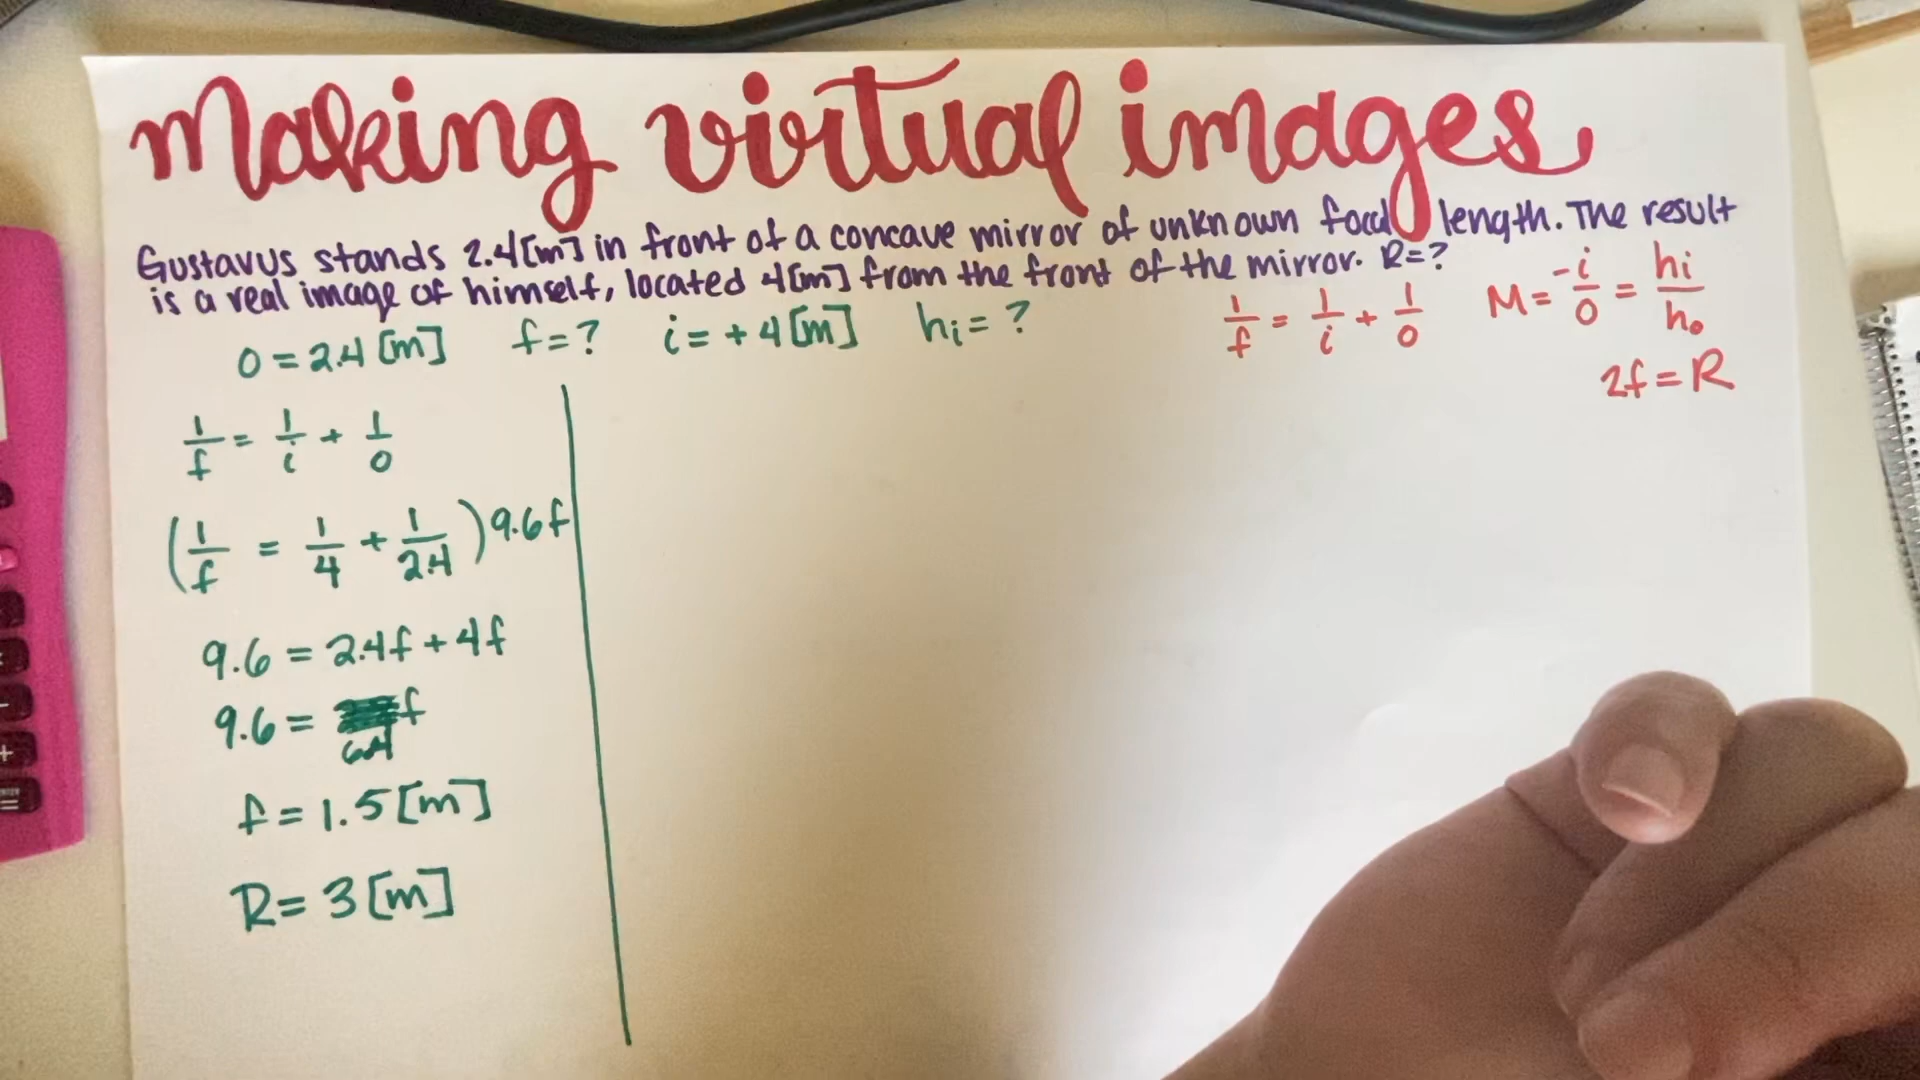 Making virtual images
Gustavus stands 2.4[m] in front of a concave mirror of unknown focal length. The result
is a real image of himself, located 4[m] from the front of the mirror. R=?
o = 2.4 [m] f = ? i = +4 [m] hi = ?
1/f = 1/i + 1/o
M = -i/o = hi/ho
2f = R
1/f = 1/i + 1/o
(1/f = 1/4 + 1/2.4) 9.6f
9.6 = 2.4f + 4f
9.6 = 6.4 f
f = 1.5 [m]
R = 3 [m]
+
=